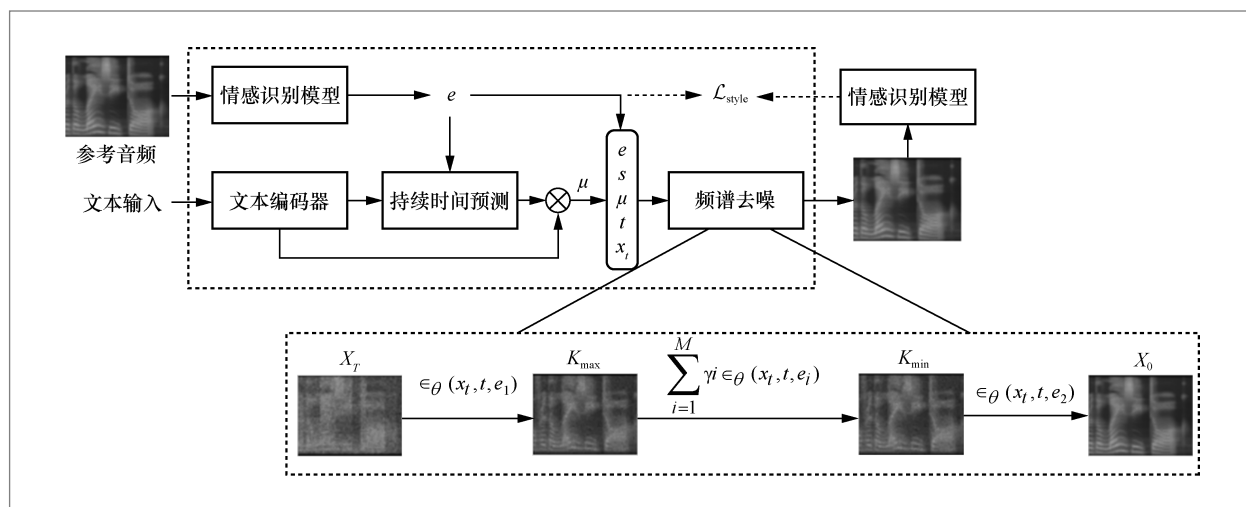 情感识别模型
e
ℒstyle
情感识别模型
参考音频
文本输入
文本编码器
持续时间预测
μ
e
s
μ
t
x_t
频谱去噪
X_T
∈_θ (x_t, t, e_1)
K_max
∑_{i=1}^{M} γi ∈_θ (x_t, t, e_i)
K_min
∈_θ (x_t, t, e_2)
X_0